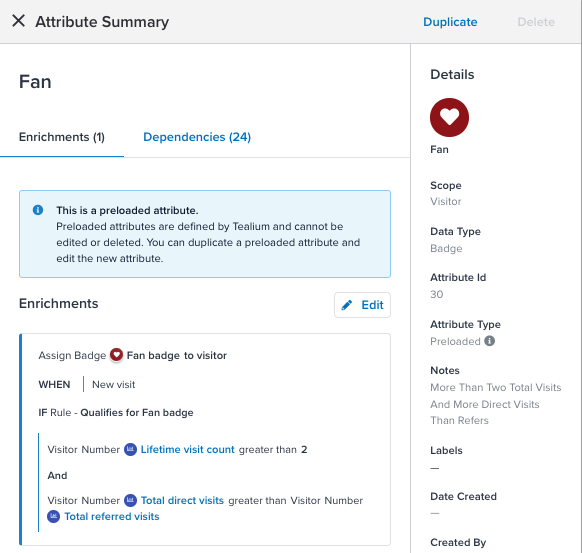 Attribute Summary
Duplicate
Delete
Fan
Enrichments (1)
Dependencies (24)
This is a preloaded attribute.
Preloaded attributes are defined by Tealium and cannot be
edited or deleted. You can duplicate a preloaded attribute and
edit the new attribute.
Enrichments
Edit
Assign Badge Fan badge to visitor
WHEN New visit
IF Rule - Qualifies for Fan badge
Visitor Number Lifetime visit count greater than 2
And
Visitor Number Total direct visits greater than Visitor Number
Total referred visits
Details
Fan
Scope
Visitor
Data Type
Badge
Attribute Id
30
Attribute Type
Preloaded
Notes
More Than Two Total Visits
And More Direct Visits
Than Refers
Labels
—
Date Created
—
Created By